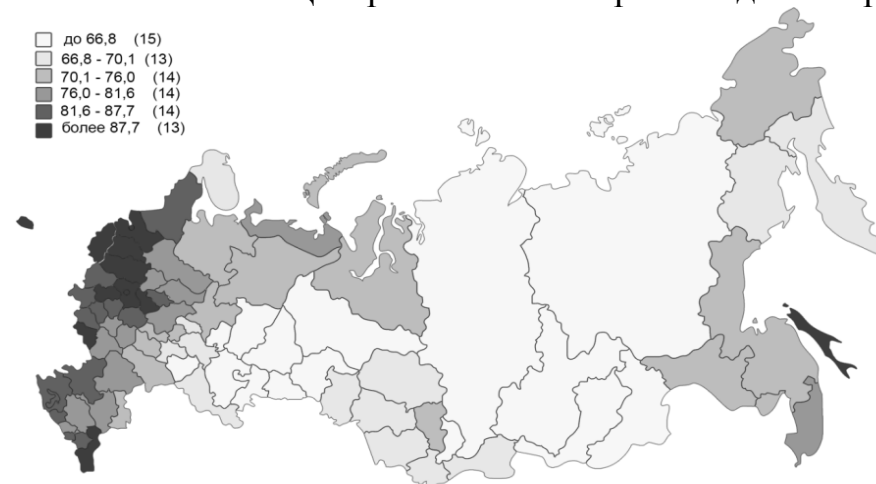 до 66,8 (15)
66,8 - 70,1 (13)
70,1 - 76,0 (14)
76,0 - 81,6 (14)
81,6 - 87,7 (14)
более 87,7 (13)